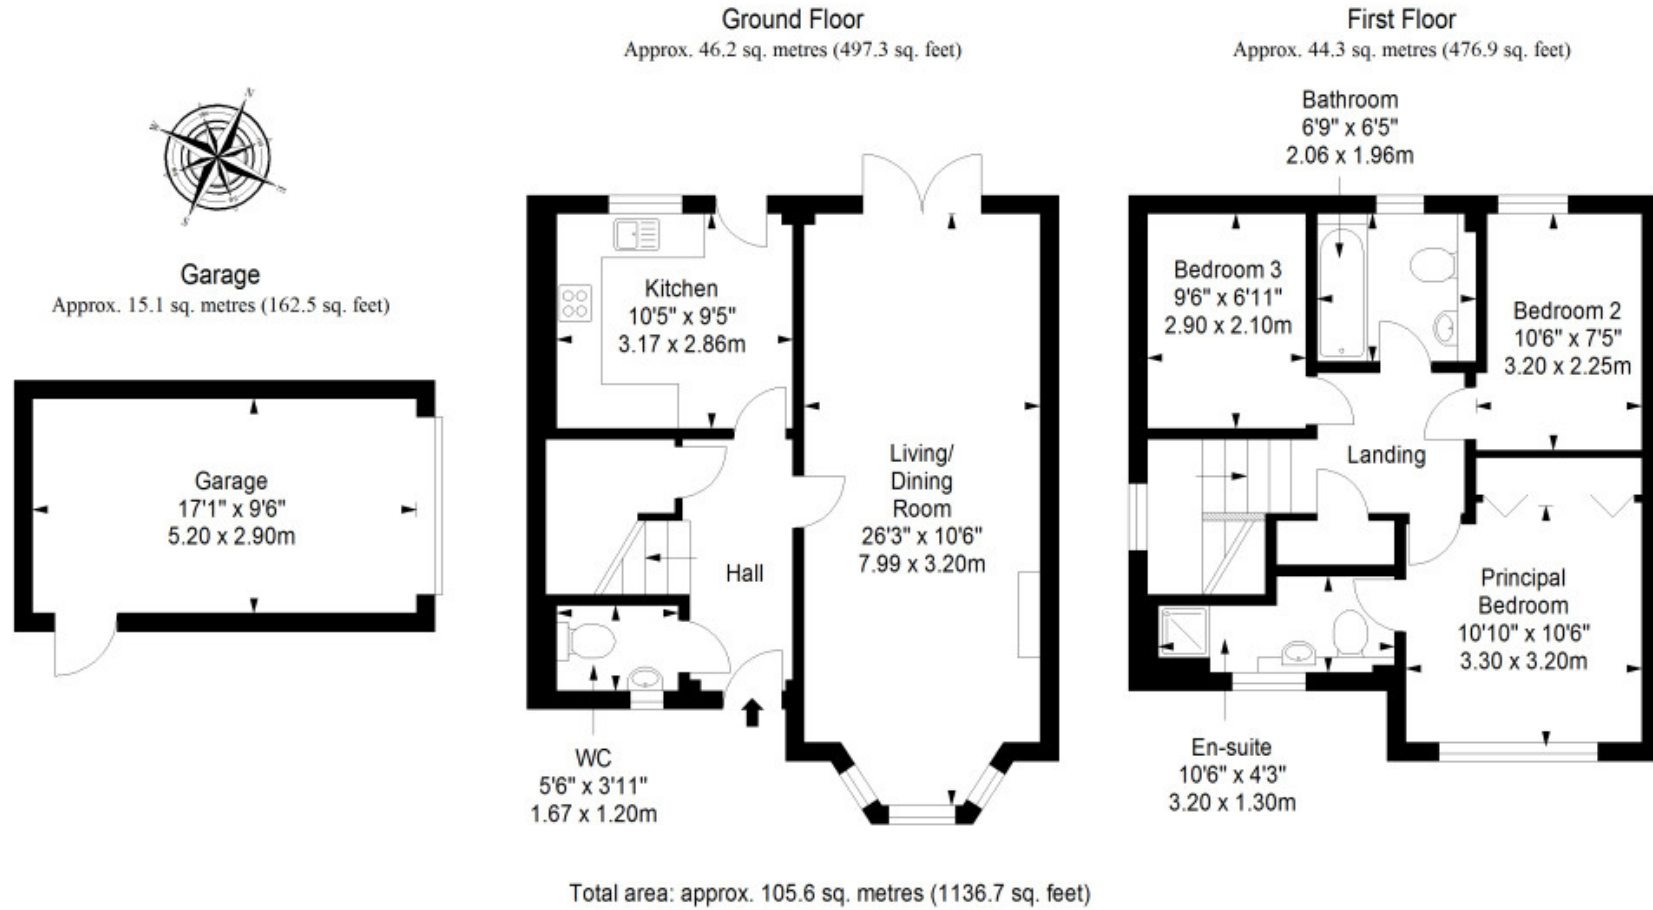 Ground Floor
Approx. 46.2 sq. metres (497.3 sq. feet)
First Floor
Approx. 44.3 sq. metres (476.9 sq. feet)
N
W
E
S
Garage
Approx. 15.1 sq. metres (162.5 sq. feet)
Garage
17'1" x 9'6"
5.20 x 2.90m
Kitchen
10'5" x 9'5"
3.17 x 2.86m
Living/
Dining
Room
26'3" x 10'6"
7.99 x 3.20m
Hall
WC
5'6" x 3'11"
1.67 x 1.20m
Bathroom
6'9" x 6'5"
2.06 x 1.96m
Bedroom 3
9'6" x 6'11"
2.90 x 2.10m
Bedroom 2
10'6" x 7'5"
3.20 x 2.25m
Landing
Principal
Bedroom
10'10" x 10'6"
3.30 x 3.20m
En-suite
10'6" x 4'3"
3.20 x 1.30m
Total area: approx. 105.6 sq. metres (1136.7 sq. feet)